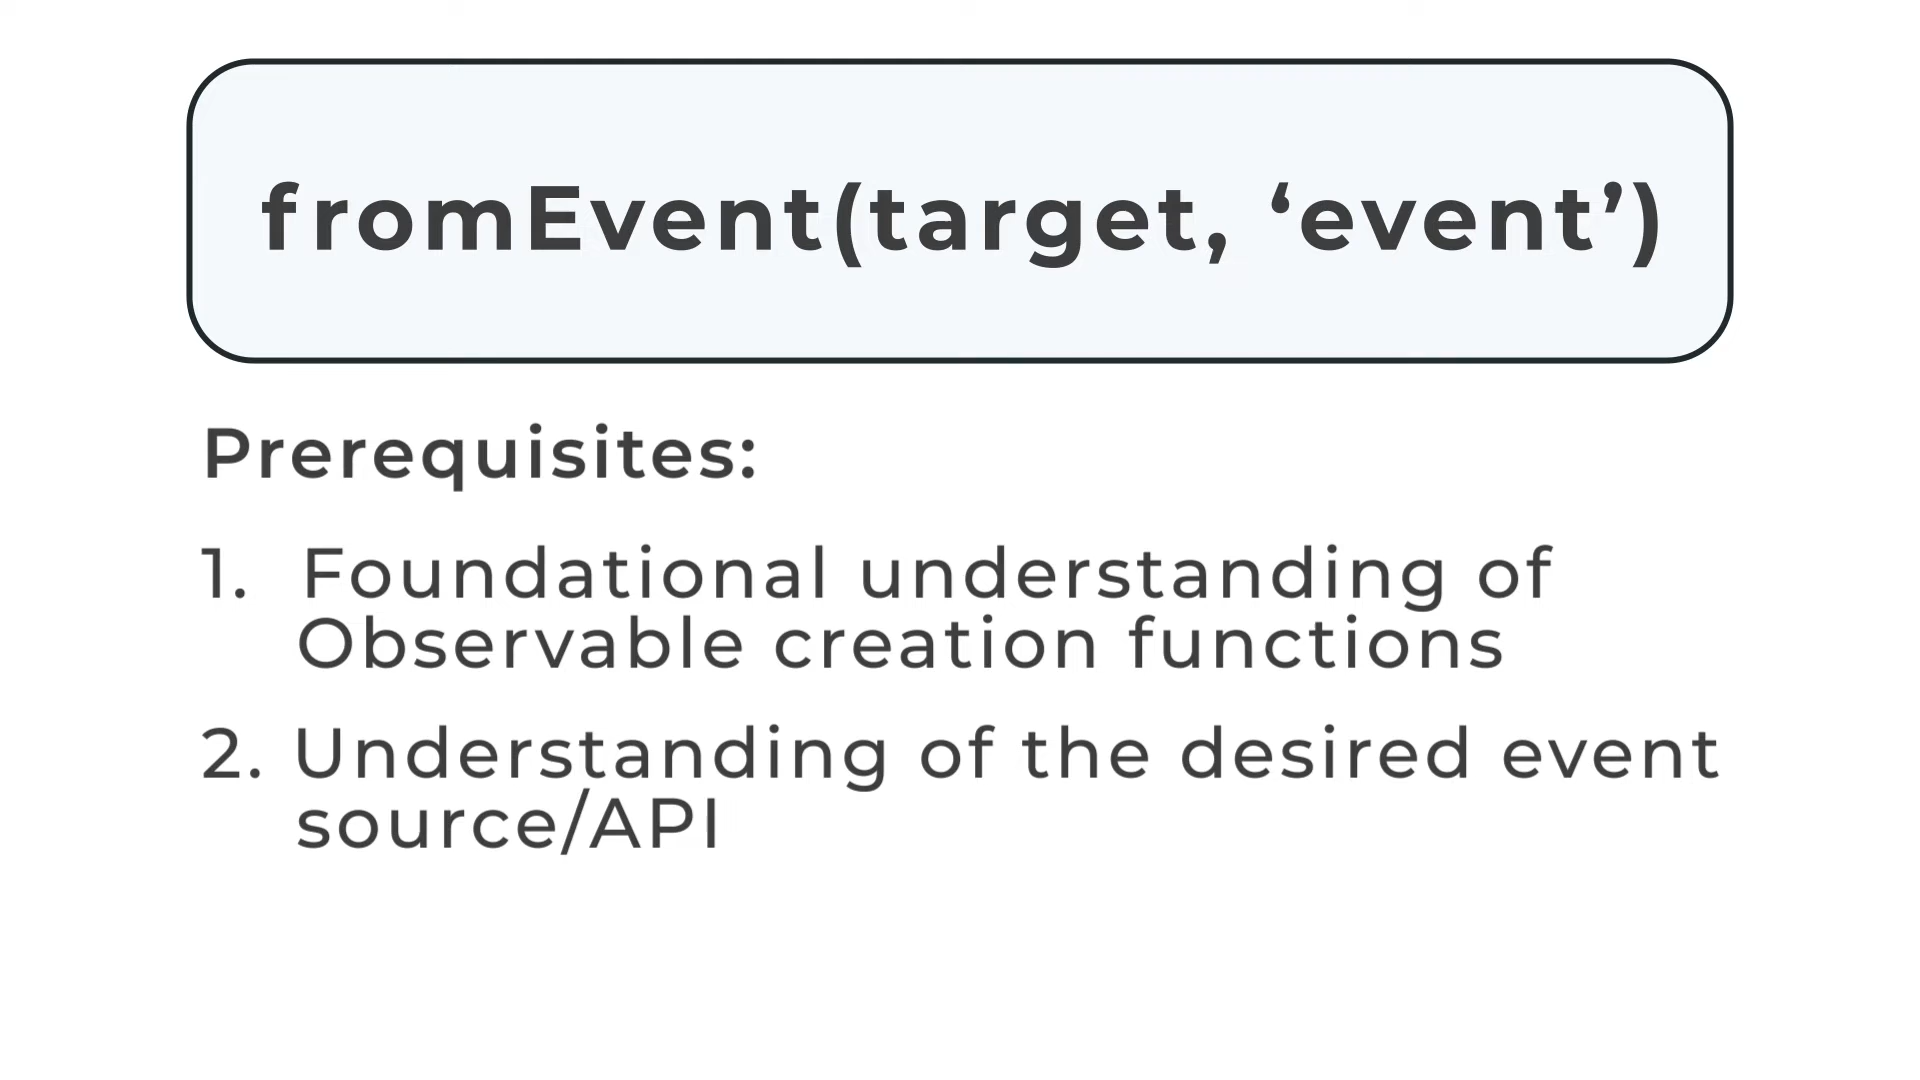 fromEvent(target, ‘event’)
Prerequisites:
1. Foundational understanding of
Observable creation functions
2. Understanding of the desired event
source/API